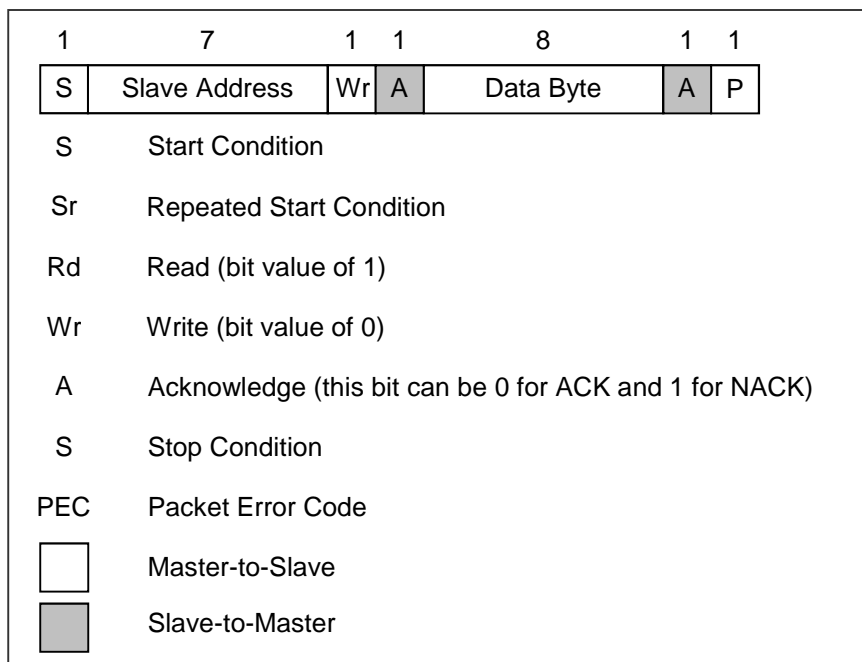 1 7 1 1 8 1 1
S Slave Address Wr A Data Byte A P
S Start Condition
Sr Repeated Start Condition
Rd Read (bit value of 1)
Wr Write (bit value of 0)
A Acknowledge (this bit can be 0 for ACK and 1 for NACK)
S Stop Condition
PEC Packet Error Code
Master-to-Slave
Slave-to-Master